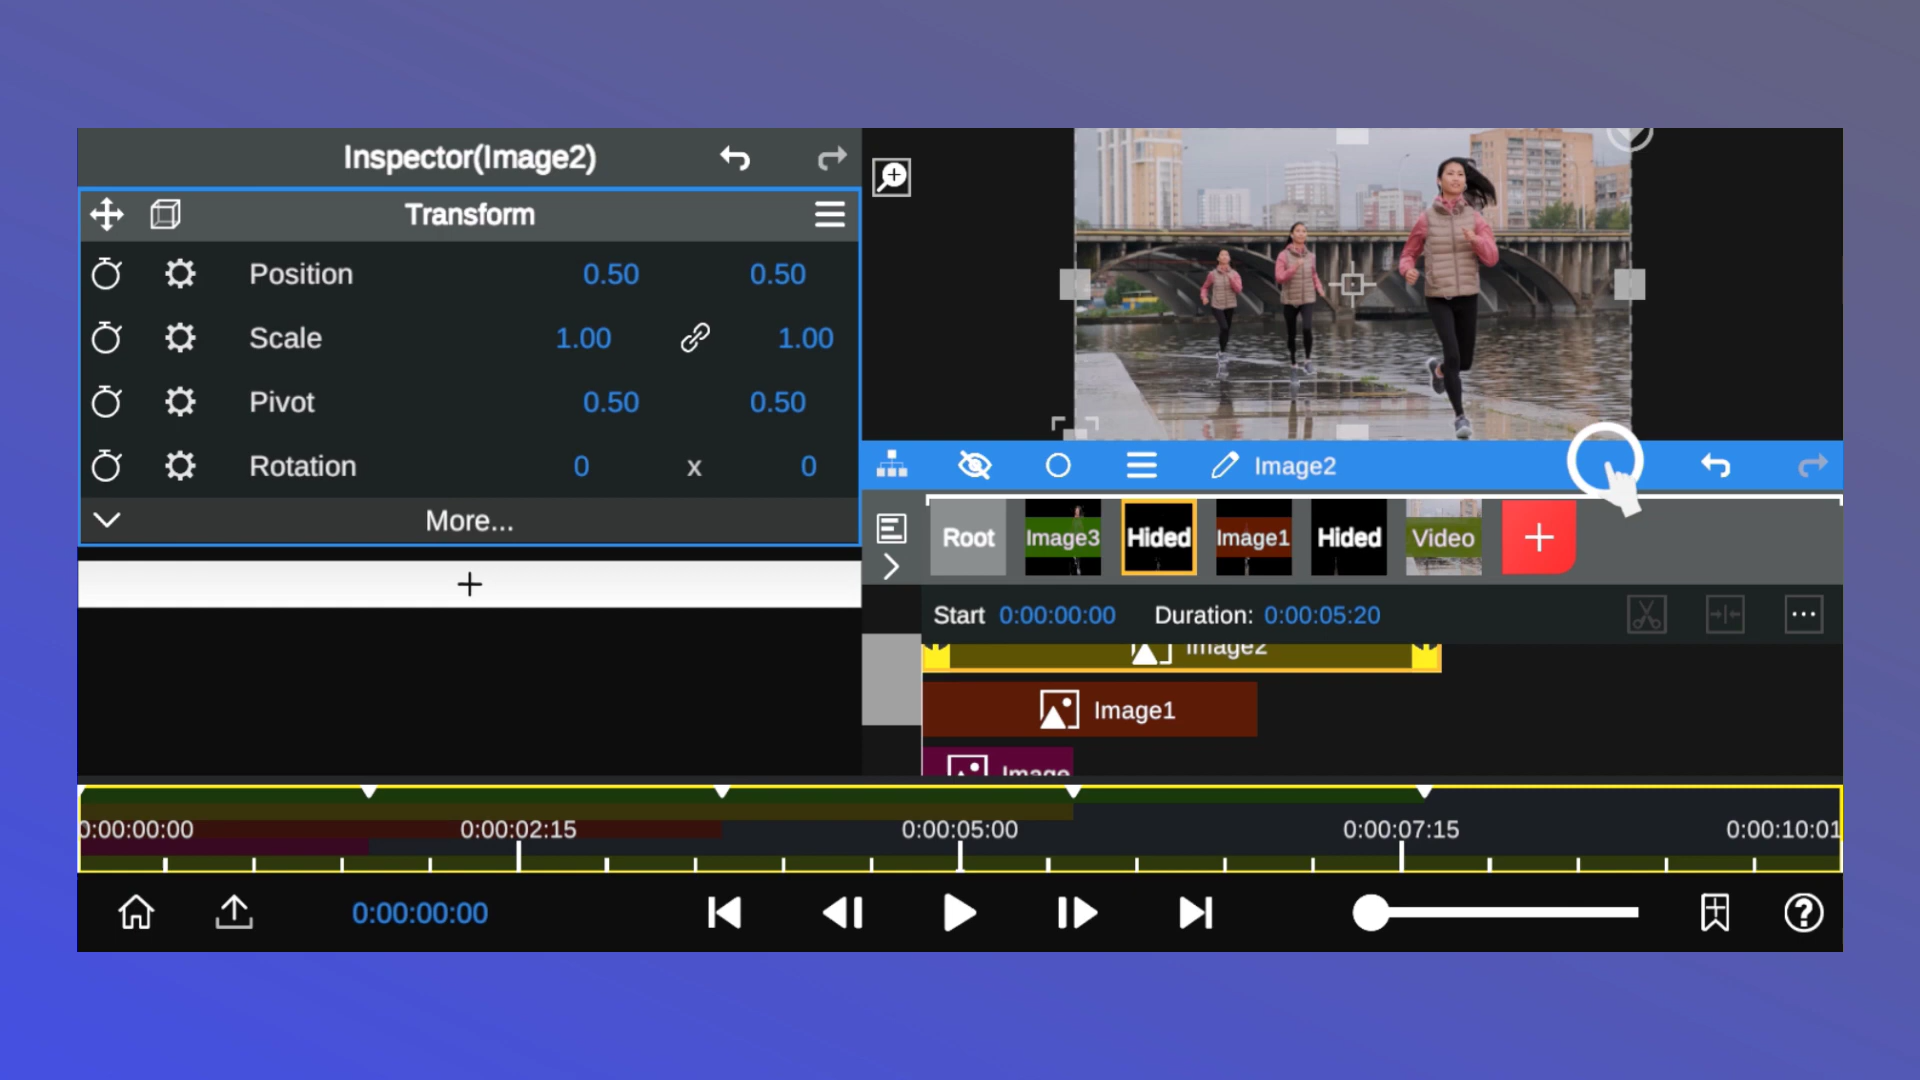 Inspector(Image2)
Transform
Position 0.50 0.50
Scale 1.00 1.00
Pivot 0.50 0.50
Rotation 0 x 0
More...
+
Image2
Root Image3 Hided Image1 Hided Video +
Start 0:00:00:00 Duration: 0:00:05:20
Image2
Image1
Image
0:00:00:00 0:00:02:15 0:00:05:00 0:00:07:15 0:00:10:01
0:00:00:00